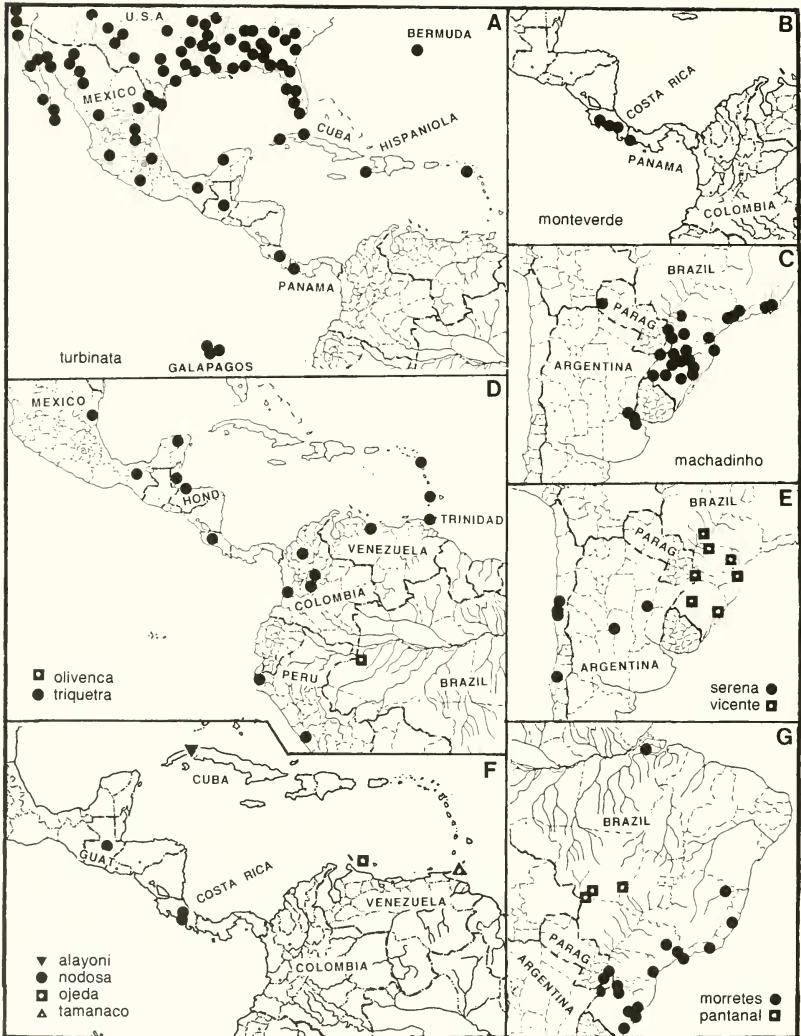 A
U.S.A
BERMUDA
MEXICO
CUBA
HISPANIOLA
PANAMA
GALAPAGOS
turbinata
B
COSTA RICA
PANAMA
COLOMBIA
monteverde
C
BRAZIL
PARAG
ARGENTINA
machadinho
D
MEXICO
HOND
TRINIDAD
VENEZUELA
COLOMBIA
PERU
BRAZIL
olivenca
triquetra
E
BRAZIL
PARAG
ARGENTINA
serena
vicente
F
CUBA
GUAT
COSTA RICA
VENEZUELA
COLOMBIA
alayoni
nodosa
ojeda
tamanaco
G
BRAZIL
PARAG
ARGENTINA
morretes
pantanal